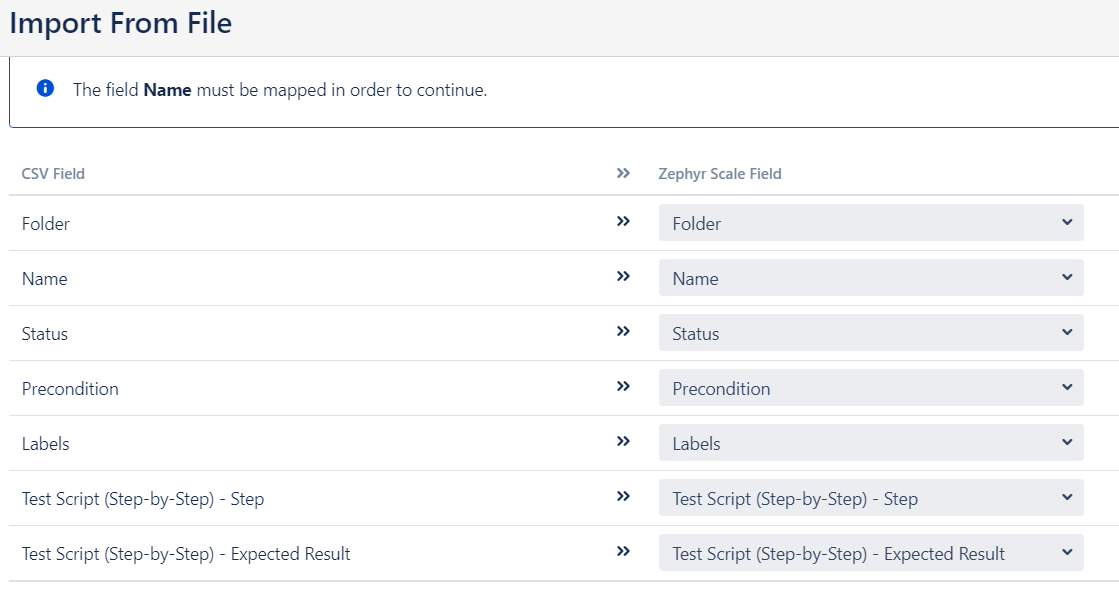 Import From File
The field Name must be mapped in order to continue.
CSV Field » Zephyr Scale Field
Folder » Folder
Name » Name
Status » Status
Precondition » Precondition
Labels » Labels
Test Script (Step-by-Step) - Step » Test Script (Step-by-Step) - Step
Test Script (Step-by-Step) - Expected Result » Test Script (Step-by-Step) - Expected Result